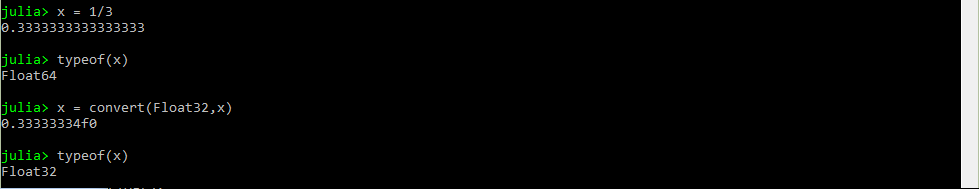 julia> x = 1/3
0.3333333333333333
julia> typeof(x)
Float64
julia> x = convert(Float32,x)
0.33333334f0
julia> typeof(x)
Float32